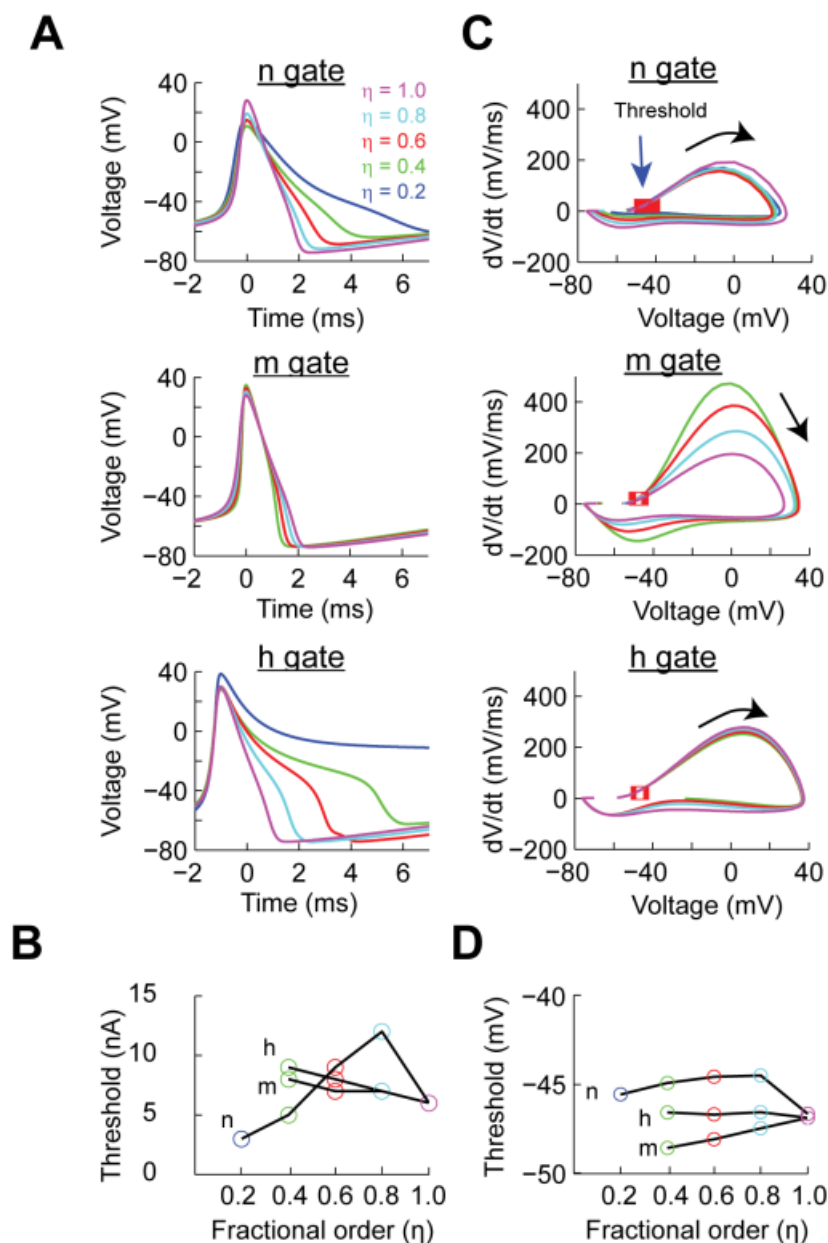 A
n gate
η = 1.0
η = 0.8
η = 0.6
η = 0.4
η = 0.2
40
0
−40
−80
Voltage (mV)
−2 0 2 4 6
Time (ms)
m gate
40
0
−40
−80
Voltage (mV)
−2 0 2 4 6
Time (ms)
h gate
40
0
−40
−80
Voltage (mV)
−2 0 2 4 6
Time (ms)
C
n gate
Threshold
400
200
0
−200
dV/dt (mV/ms)
−80 −40 0 40
Voltage (mV)
m gate
400
200
0
−200
dV/dt (mV/ms)
−80 −40 0 40
Voltage (mV)
h gate
400
200
0
−200
dV/dt (mV/ms)
−80 −40 0 40
Voltage (mV)
B
15
10
5
0
Threshold (nA)
h
m
n
0.2 0.4 0.6 0.8 1.0
Fractional order (η)
D
−40
−45
−50
Threshold (mV)
n
h
m
0.2 0.4 0.6 0.8 1.0
Fractional order (η)